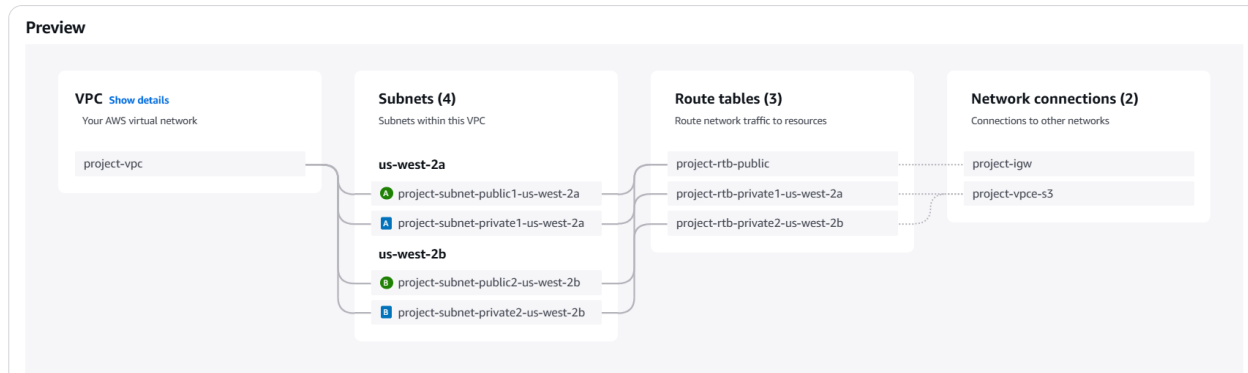 Preview
VPC Show details
Your AWS virtual network
project-vpc
Subnets (4)
Subnets within this VPC
us-west-2a
A project-subnet-public1-us-west-2a
A project-subnet-private1-us-west-2a
us-west-2b
B project-subnet-public2-us-west-2b
B project-subnet-private2-us-west-2b
Route tables (3)
Route network traffic to resources
project-rtb-public
project-rtb-private1-us-west-2a
project-rtb-private2-us-west-2b
Network connections (2)
Connections to other networks
project-igw
project-vpce-s3